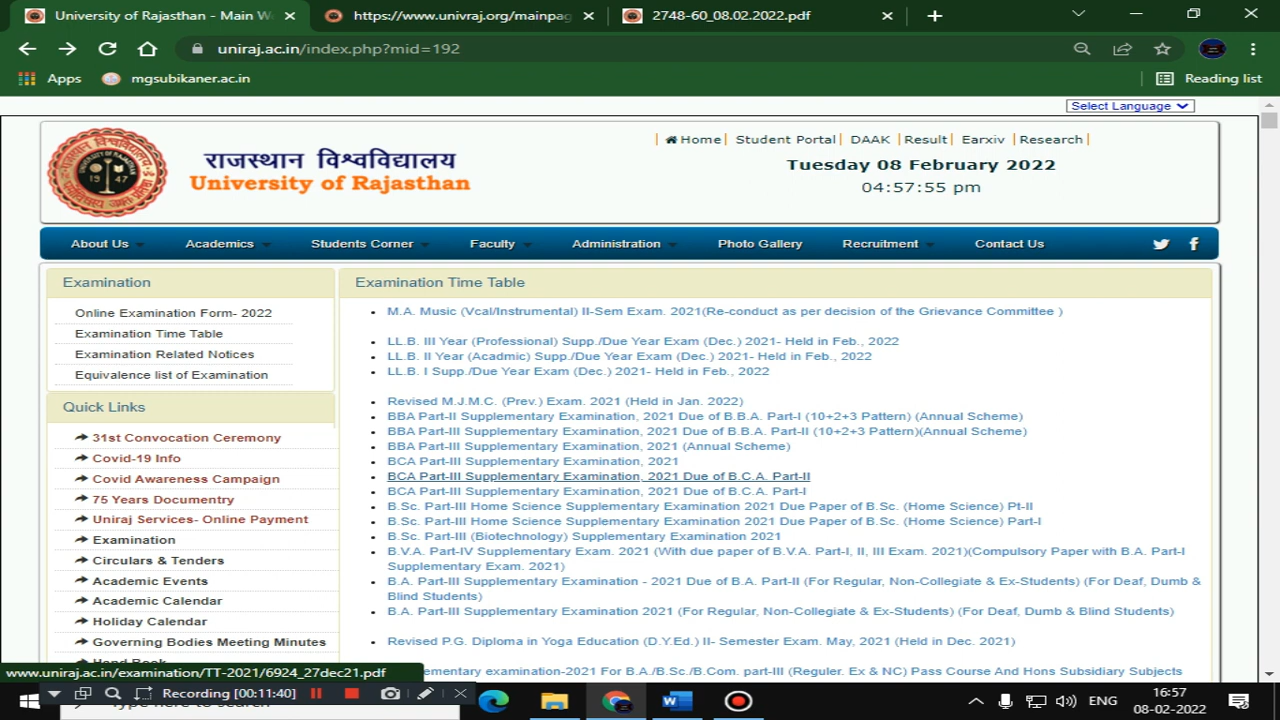 University of Rajasthan - Main W
https://www.univraj.org/mainpag
2748-60_08.02.2022.pdf
uniraj.ac.in/index.php?mid=192
Apps
mgsubikaner.ac.in
Reading list
Select Language
राजस्थान विश्वविद्यालय
University of Rajasthan
1947
| Home| Student Portal| DAAK |Result| Earxiv |Research|
Tuesday 08 February 2022
04:57:55 pm
About Us Academics Students Corner Faculty Administration Photo Gallery Recruitment Contact Us
Examination
Online Examination Form- 2022
Examination Time Table
Examination Related Notices
Equivalence list of Examination
Quick Links
31st Convocation Ceremony
Covid-19 Info
Covid Awareness Campaign
75 Years Documentry
Uniraj Services- Online Payment
Examination
Circulars & Tenders
Academic Events
Academic Calendar
Holiday Calendar
Governing Bodies Meeting Minutes
Hand Book
Examination Time Table
M.A. Music (Vcal/Instrumental) II-Sem Exam. 2021(Re-conduct as per decision of the Grievance Committee )
LL.B. III Year (Professional) Supp./Due Year Exam (Dec.) 2021- Held in Feb., 2022
LL.B. II Year (Acadmic) Supp./Due Year Exam (Dec.) 2021- Held in Feb., 2022
LL.B. I Supp./Due Year Exam (Dec.) 2021- Held in Feb., 2022
Revised M.J.M.C. (Prev.) Exam. 2021 (Held in Jan. 2022)
BBA Part-II Supplementary Examination, 2021 Due of B.B.A. Part-I (10+2+3 Pattern) (Annual Scheme)
BBA Part-III Supplementary Examination, 2021 Due of B.B.A. Part-II (10+2+3 Pattern)(Annual Scheme)
BBA Part-III Supplementary Examination, 2021 (Annual Scheme)
BCA Part-III Supplementary Examination, 2021
BCA Part-III Supplementary Examination, 2021 Due of B.C.A. Part-II
BCA Part-III Supplementary Examination, 2021 Due of B.C.A. Part-I
B.Sc. Part-III Home Science Supplementary Examination 2021 Due Paper of B.Sc. (Home Science) Pt-II
B.Sc. Part-III Home Science Supplementary Examination 2021 Due Paper of B.Sc. (Home Science) Part-I
B.Sc. Part-III (Biotechnology) Supplementary Examination 2021
B.V.A. Part-IV Supplementary Exam. 2021 (With due paper of B.V.A. Part-I, II, III Exam. 2021)(Compulsory Paper with B.A. Part-I
Supplementary Exam. 2021)
B.A. Part-III Supplementary Examination - 2021 Due of B.A. Part-II (For Regular, Non-Collegiate & Ex-Students) (For Deaf, Dumb &
Blind Students)
B.A. Part-III Supplementary Examination 2021 (For Regular, Non-Collegiate & Ex-Students) (For Deaf, Dumb & Blind Students)
Revised P.G. Diploma in Yoga Education (D.Y.Ed.) II- Semester Exam. May, 2021 (Held in Dec. 2021)
ementary examination-2021 For B.A./B.Sc./B.Com. part-III (Reguler. Ex & NC) Pass Course And Hons Subsidiary Subjects
www.uniraj.ac.in/examination/TT-2021/6924_27dec21.pdf
Recording [00:11:40]
Type here to search
ENG
16:57
08-02-2022